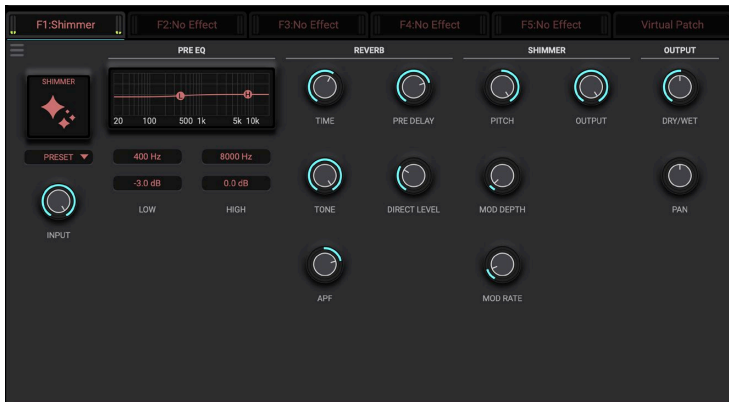 F1:Shimmer
F2:No Effect
F3:No Effect
F4:No Effect
F5:No Effect
Virtual Patch
PRE EQ
REVERB
SHIMMER
OUTPUT
SHIMMER
L
H
20 100 500 1k 5k 10k
TIME
PRE DELAY
PITCH
OUTPUT
DRY/WET
PRESET
400 Hz
8000 Hz
-3.0 dB
0.0 dB
LOW
HIGH
TONE
DIRECT LEVEL
MOD DEPTH
PAN
INPUT
APF
MOD RATE